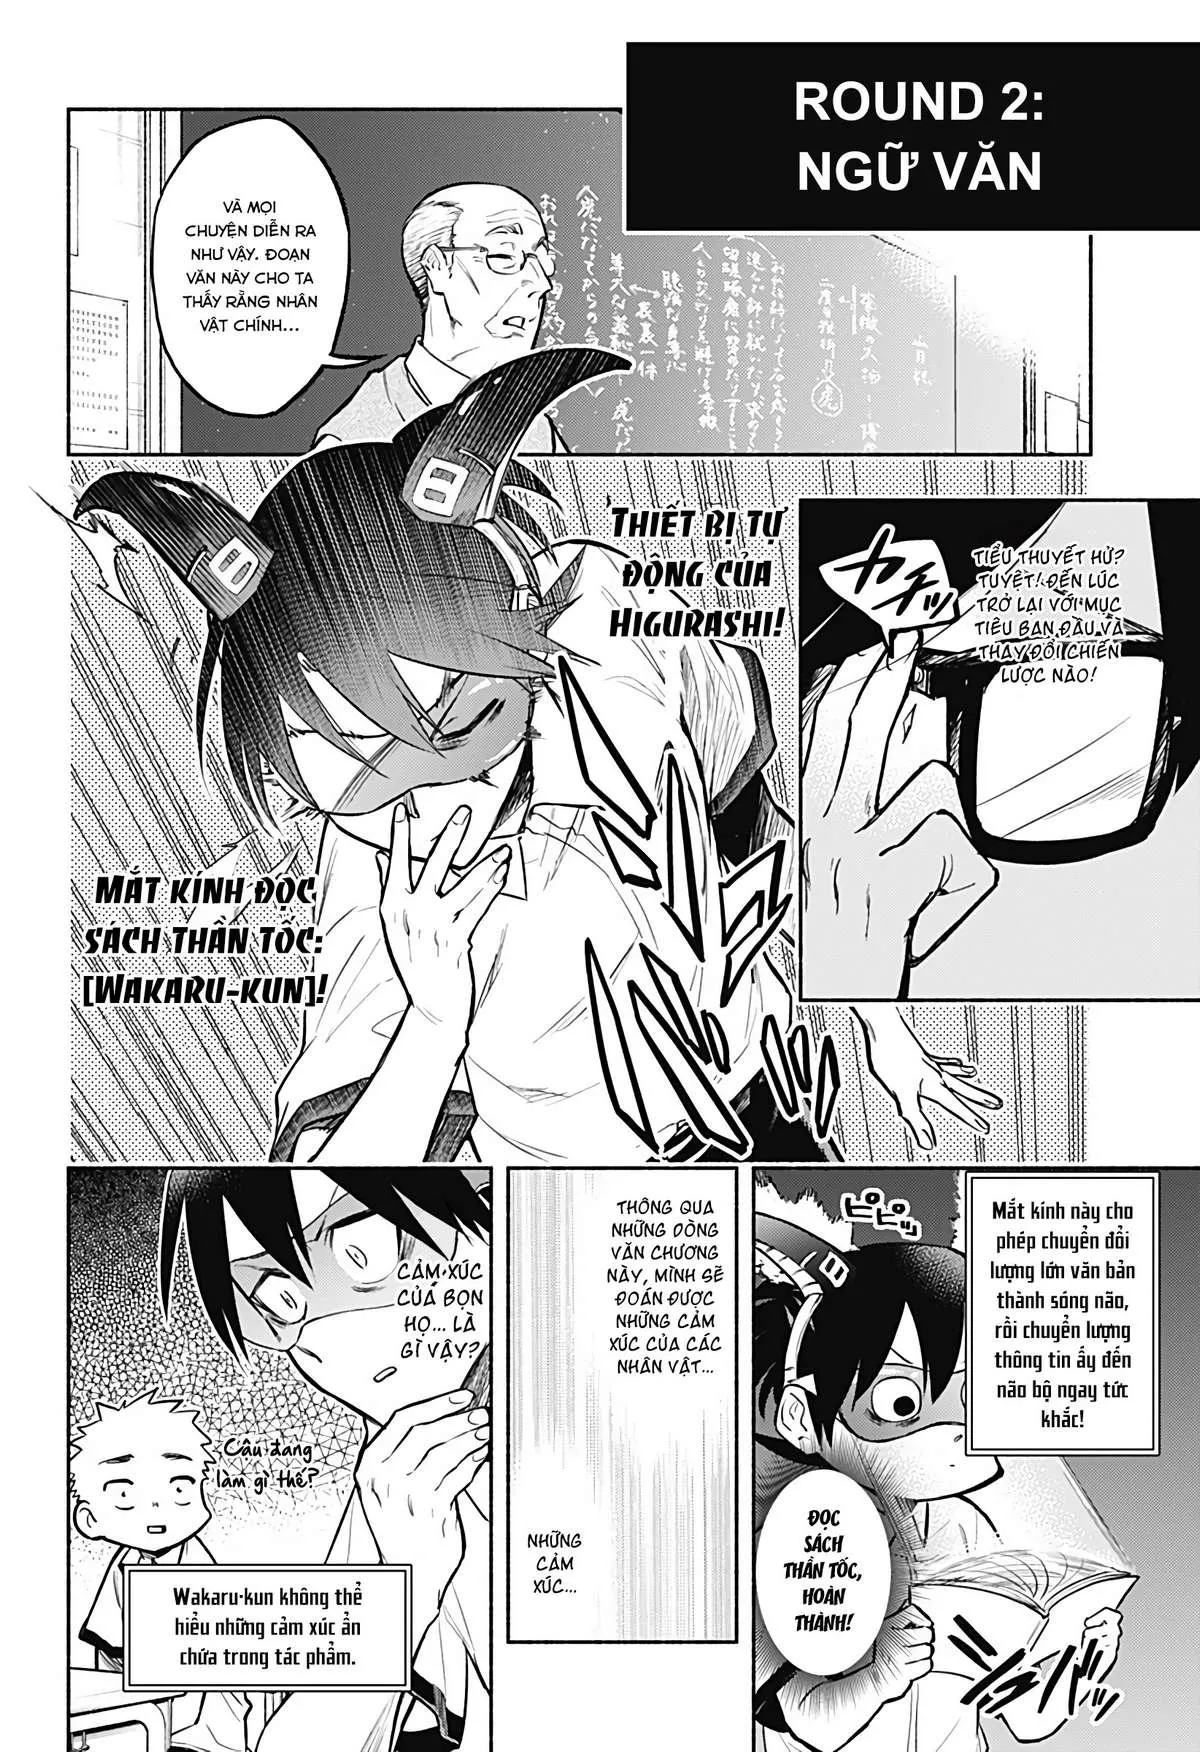 ROUND 2:
NGỮ VĂN
VÀ MỌI
CHUYỆN DIỄN RA
NHƯ VẬY. ĐOẠN
VĂN NÀY CHO TA
THẤY RẰNG NHÂN
VẬT CHÍNH...
TIỂU THUYẾT HỬ?
TUYỆT! ĐẾN LÚC
TRỞ LẠI VỚI MỤC
TIÊU BAN ĐẦU VÀ
THAY ĐỔI CHIẾN
LƯỢC NÀO!
カチッ
THIẾT BỊ TỰ
ĐỘNG CỦA
HIGURASHI!
MẮT KÍNH ĐỌC
SÁCH THẦN TỐC:
[WAKARU-KUN]!
Mắt kính này cho
phép chuyển đổi
lượng lớn văn bản
thành sóng não,
rồi chuyển lượng
thông tin ấy đến
não bộ ngay tức
khắc!
ピピッ
ĐỌC
SÁCH
THẦN TỐC,
HOÀN
THÀNH!
THÔNG QUA
NHỮNG DÒNG
VĂN CHƯƠNG
NÀY, MÌNH SẼ
ĐOÁN ĐƯỢC
NHỮNG CẢM
XÚC CỦA CÁC
NHÂN VẬT...
NHỮNG
CẢM
XÚC...
CẢM XÚC
CỦA BỌN
HỌ... LÀ
GÌ VẬY?
Cậu đang
làm gì thế?
Wakaru-kun không thể
hiểu những cảm xúc ẩn
chứa trong tác phẩm.